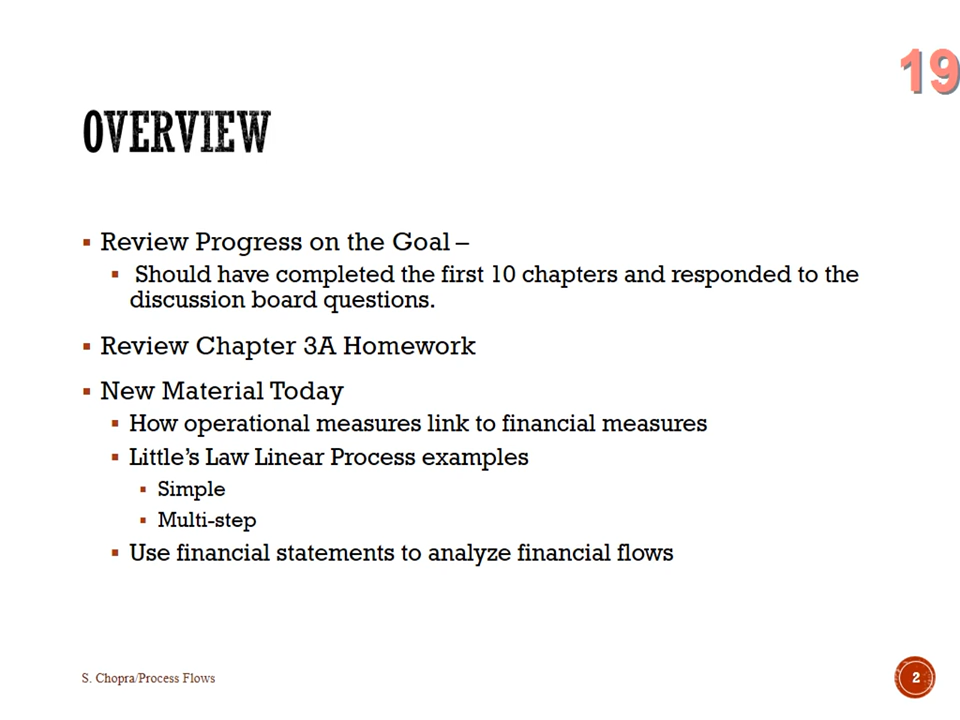 19
OVERVIEW
▪ Review Progress on the Goal –
▪ Should have completed the first 10 chapters and responded to the
discussion board questions.
▪ Review Chapter 3A Homework
▪ New Material Today
▪ How operational measures link to financial measures
▪ Little's Law Linear Process examples
▪ Simple
▪ Multi-step
▪ Use financial statements to analyze financial flows
S. Chopra/Process Flows
2